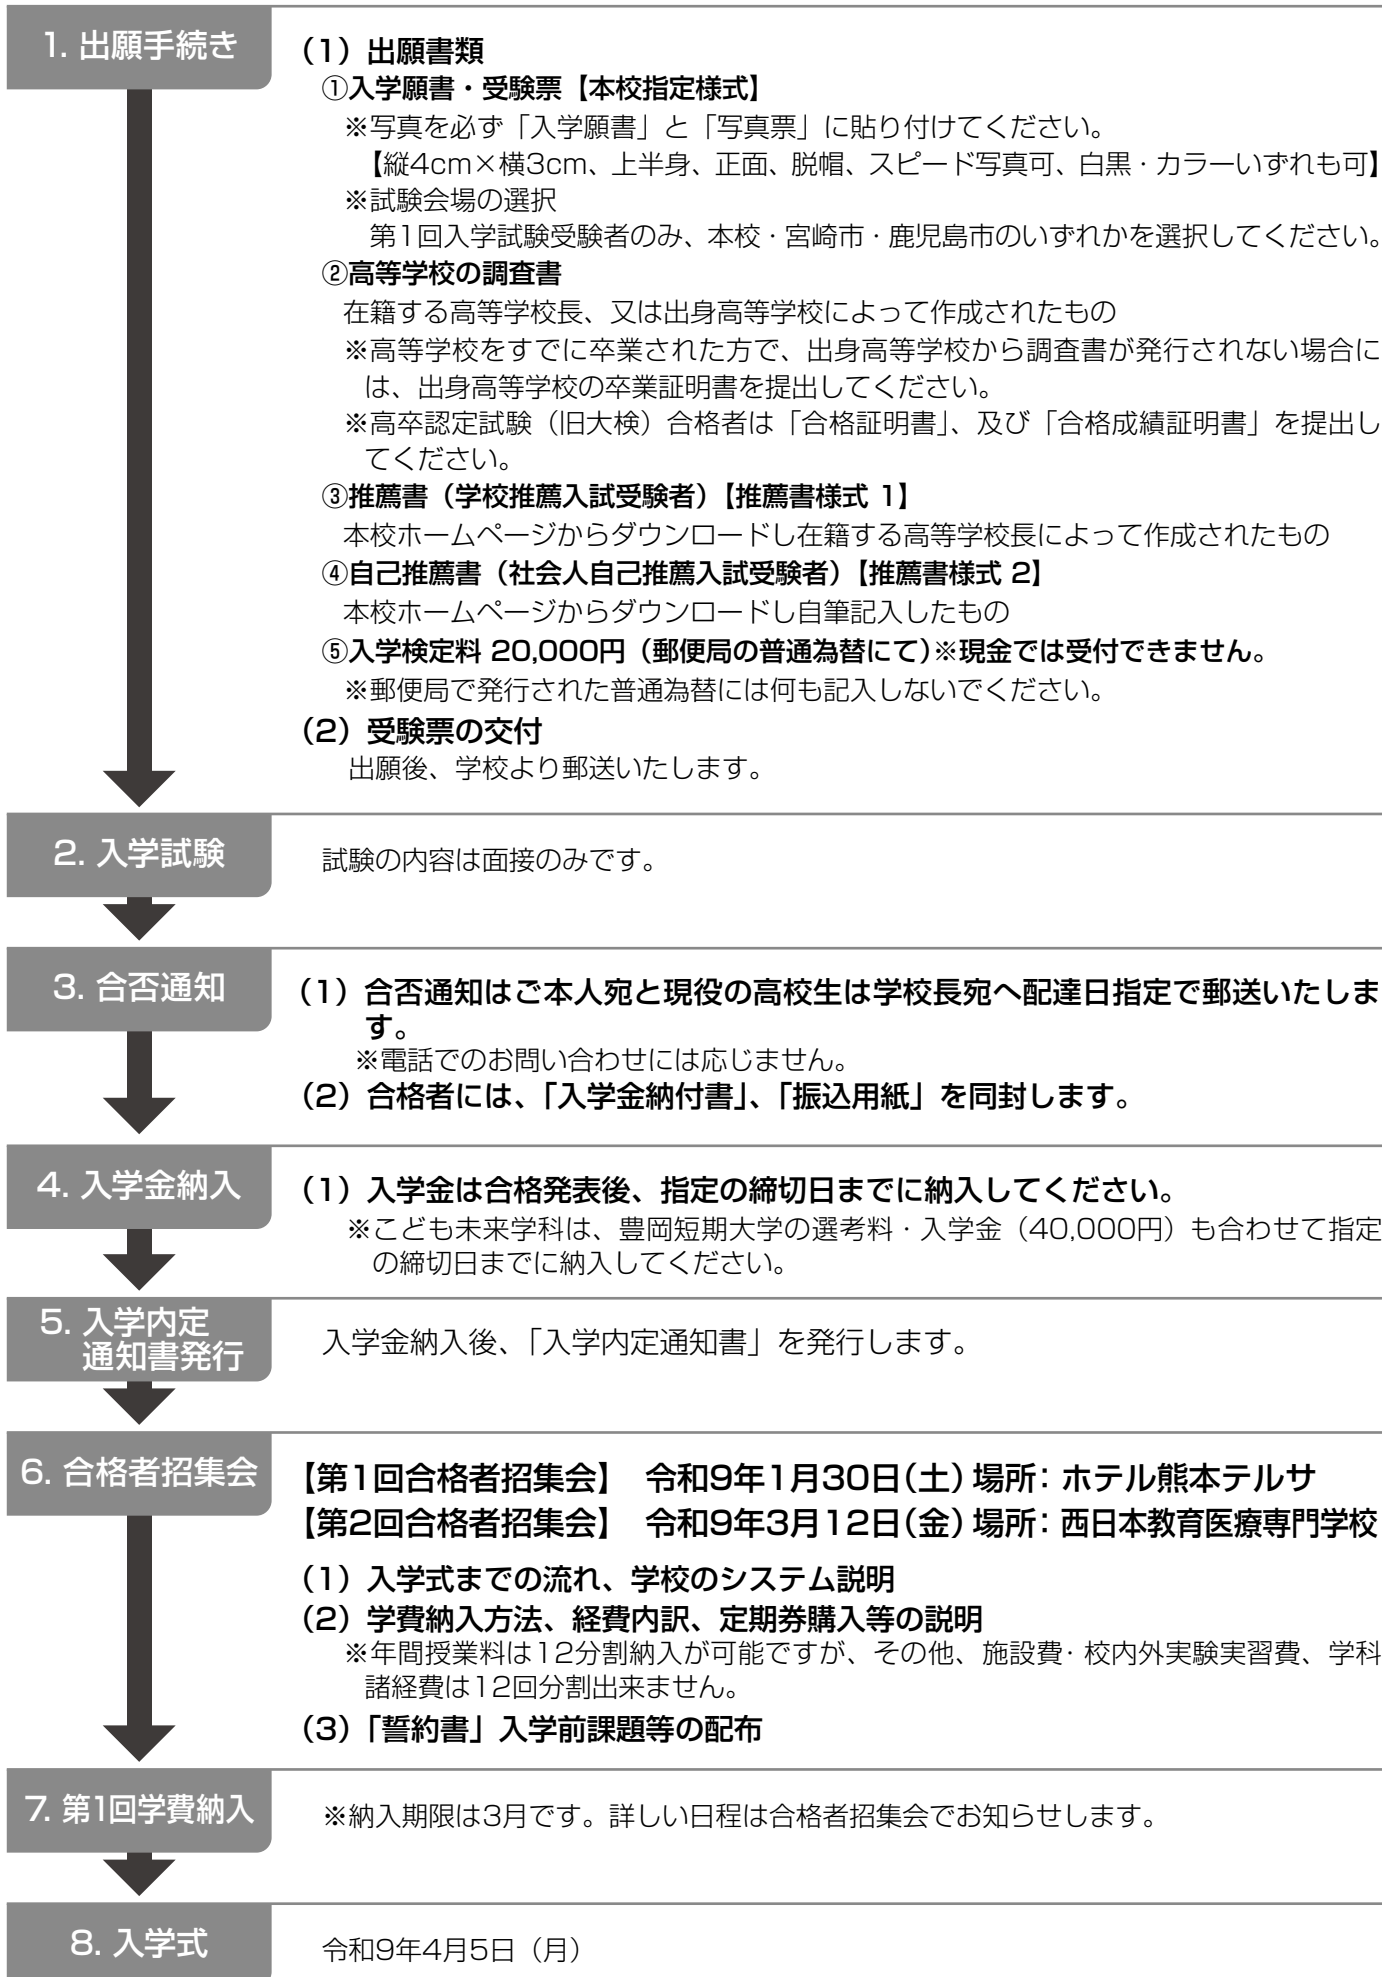 1. 出願手続き
（1）出願書類
①入学願書・受験票【本校指定様式】
※写真を必ず「入学願書」と「写真票」に貼り付けてください。
【縦4cm×横3cm、上半身、正面、脱帽、スピード写真可、白黒・カラーいずれも可】
※試験会場の選択
第1回入学試験受験者のみ、本校・宮崎市・鹿児島市のいずれかを選択してください。
②高等学校の調査書
在籍する高等学校長、又は出身高等学校によって作成されたもの
※高等学校をすでに卒業された方で、出身高等学校から調査書が発行されない場合に
は、出身高等学校の卒業証明書を提出してください。
※高卒認定試験（旧大検）合格者は「合格証明書」、及び「合格成績証明書」を提出し
てください。
③推薦書（学校推薦入試受験者）【推薦書様式 1】
本校ホームページからダウンロードし在籍する高等学校長によって作成されたもの
④自己推薦書（社会人自己推薦入試受験者）【推薦書様式 2】
本校ホームページからダウンロードし自筆記入したもの
⑤入学検定料 20,000円（郵便局の普通為替にて）※現金では受付できません。
※郵便局で発行された普通為替には何も記入しないでください。
（2）受験票の交付
出願後、学校より郵送いたします。
2. 入学試験
試験の内容は面接のみです。
3. 合否通知
（1）合否通知はご本人宛と現役の高校生は学校長宛へ配達日指定で郵送いたしま
す。
※電話でのお問い合わせには応じません。
（2）合格者には、「入学金納付書」、「振込用紙」を同封します。
4. 入学金納入
（1）入学金は合格発表後、指定の締切日までに納入してください。
※こども未来学科は、豊岡短期大学の選考料・入学金（40,000円）も合わせて指定
の締切日までに納入してください。
5. 入学内定
通知書発行
入学金納入後、「入学内定通知書」を発行します。
6. 合格者招集会
【第1回合格者招集会】　令和9年1月30日（土）場所：ホテル熊本テルサ
【第2回合格者招集会】　令和9年3月12日（金）場所：西日本教育医療専門学校
（1）入学式までの流れ、学校のシステム説明
（2）学費納入方法、経費内訳、定期券購入等の説明
※年間授業料は12分割納入が可能ですが、その他、施設費・校内外実験実習費、学科
諸経費は12回分割出来ません。
（3）「誓約書」入学前課題等の配布
7. 第1回学費納入
※納入期限は3月です。詳しい日程は合格者招集会でお知らせします。
8. 入学式
令和9年4月5日（月）